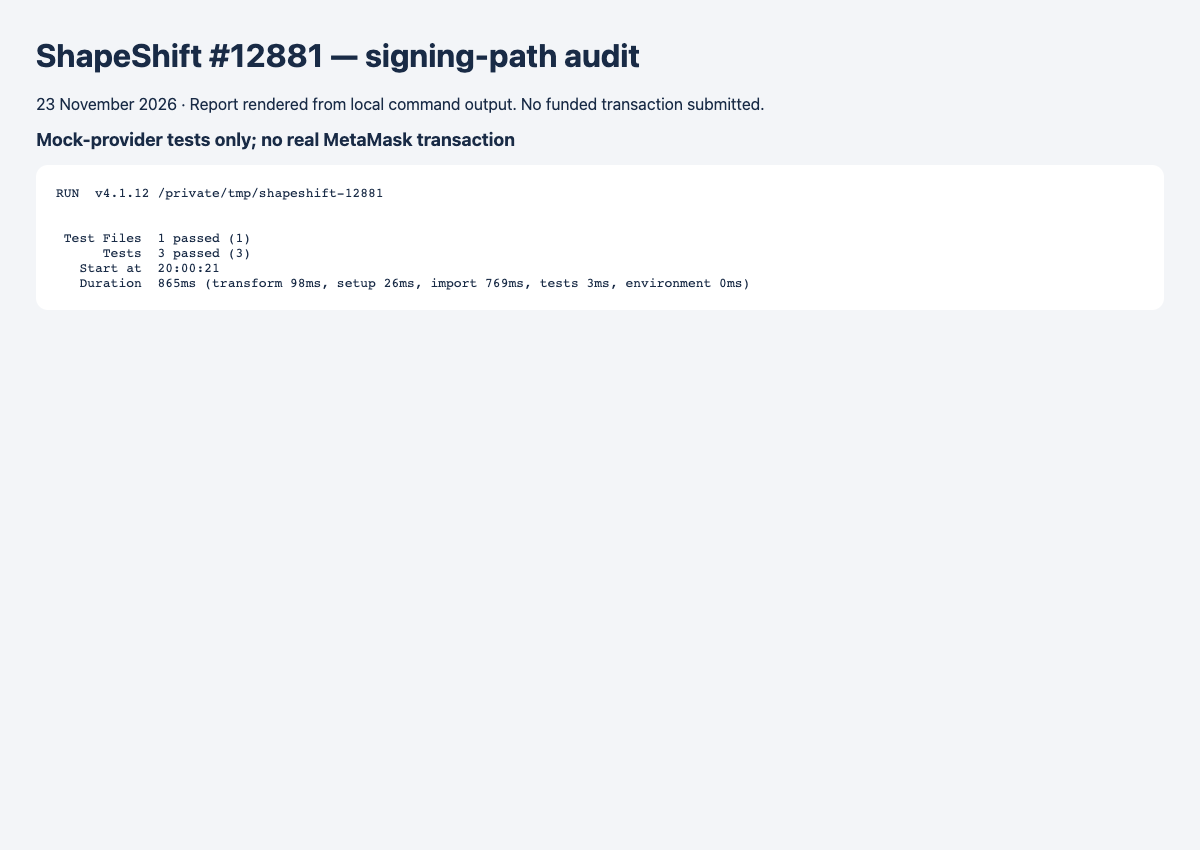 ShapeShift #12881 — signing-path audit
23 November 2026 · Report rendered from local command output. No funded transaction submitted.
Mock-provider tests only; no real MetaMask transaction
RUN  v4.1.12 /private/tmp/shapeshift-12881
Test Files  1 passed (1)
Tests  3 passed (3)
Start at  20:00:21
Duration  865ms (transform 98ms, setup 26ms, import 769ms, tests 3ms, environment 0ms)